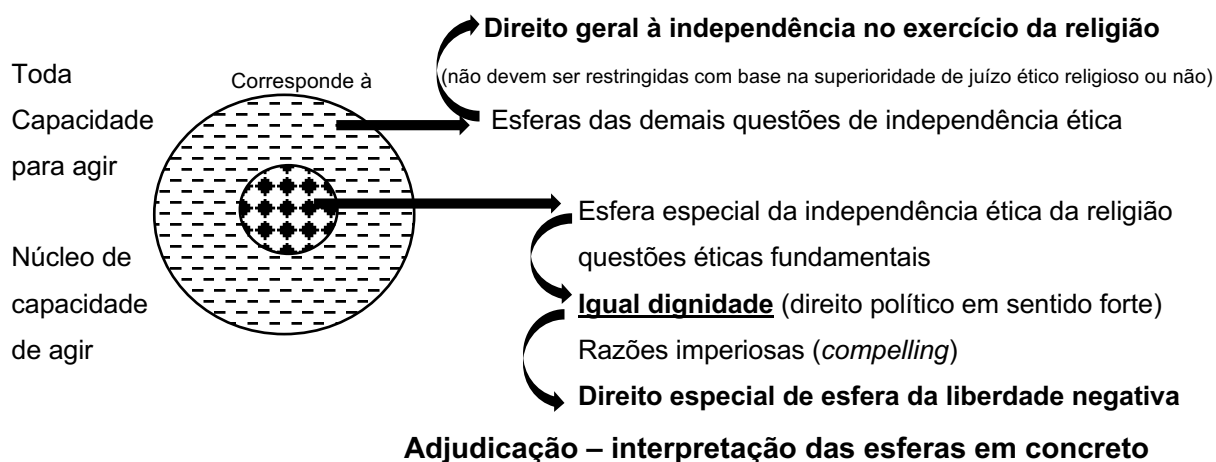 Direito geral à independência no exercício da religião
Toda
Corresponde à
(não devem ser restringidas com base na superioridade de juízo ético religioso ou não)
Capacidade
Esferas das demais questões de independência ética
para agir
Esfera especial da independência ética da religião
Núcleo de
questões éticas fundamentais
capacidade
Igual dignidade (direito político em sentido forte)
de agir
Razões imperiosas (compelling)
Direito especial de esfera da liberdade negativa
Adjudicação – interpretação das esferas em concreto